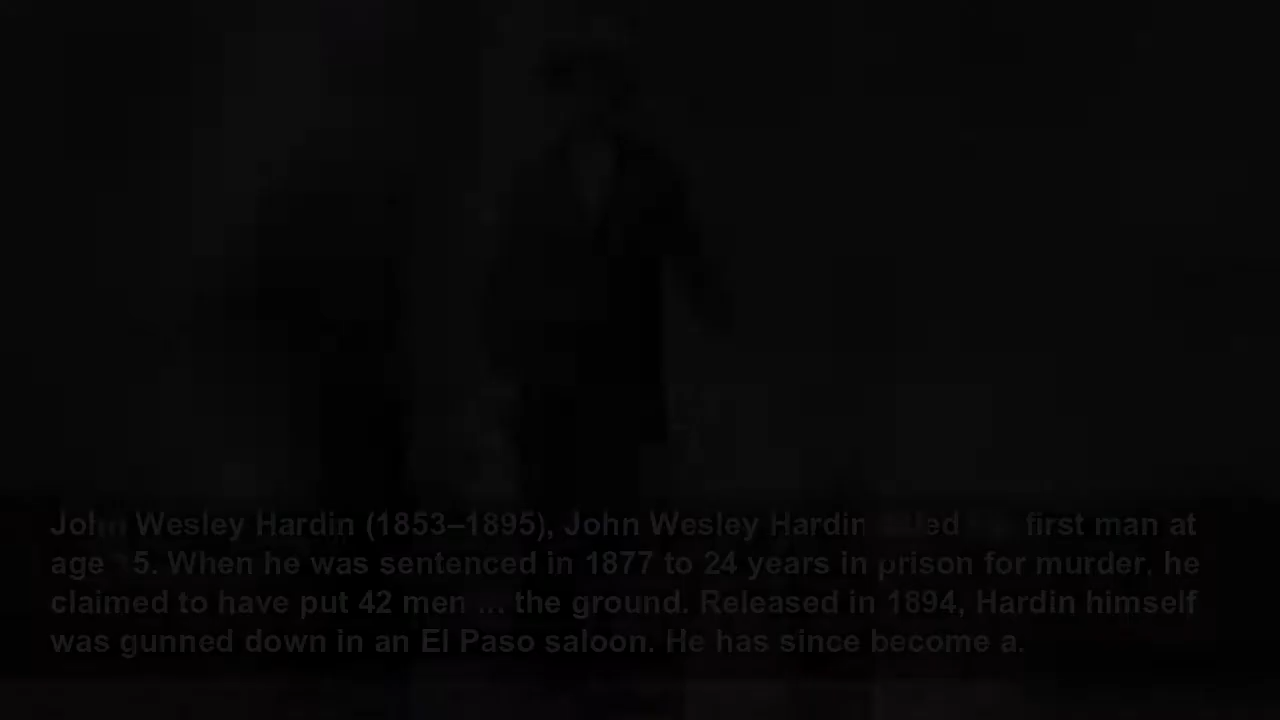 John Wesley Hardin (1853–1895), John Wesley Hardin first man at
age 15. When he was sentenced in 1877 to 24 years in prison for murder, he
claimed to have put 42 men ... the ground. Released in 1894, Hardin himself
was gunned down in an El Paso saloon. He has since become a.